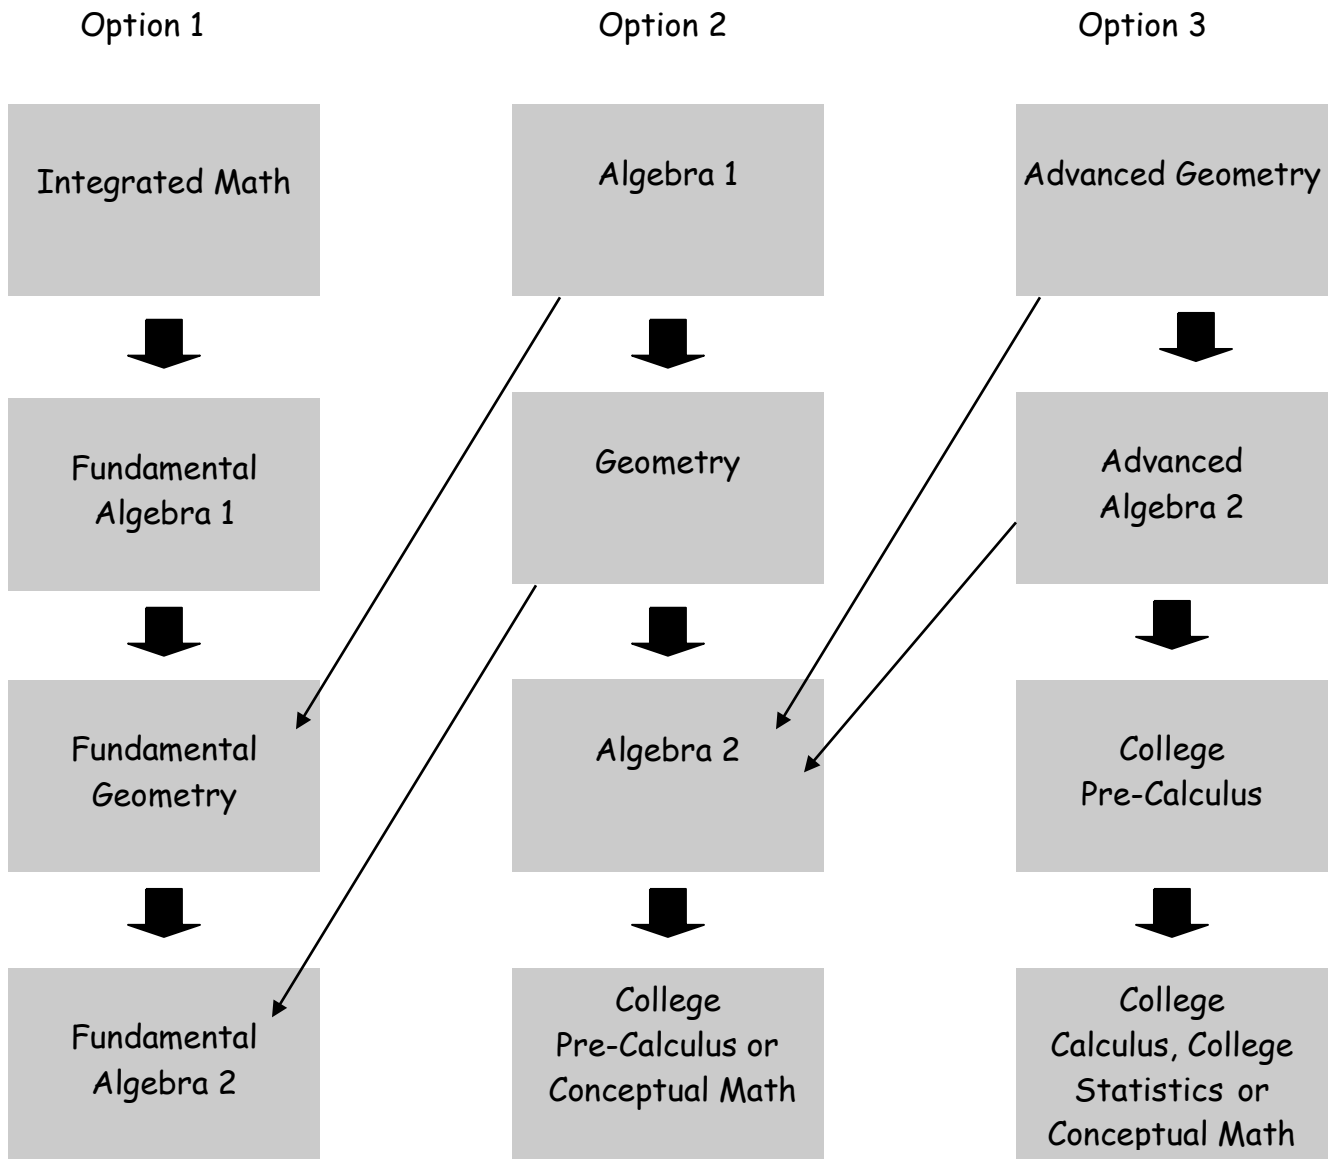 Option 1
Option 2
Option 3
Integrated Math
Algebra 1
Advanced Geometry
Fundamental
Algebra 1
Geometry
Advanced
Algebra 2
Fundamental
Geometry
Algebra 2
College
Pre-Calculus
Fundamental
Algebra 2
College
Pre-Calculus or
Conceptual Math
College
Calculus, College
Statistics or
Conceptual Math